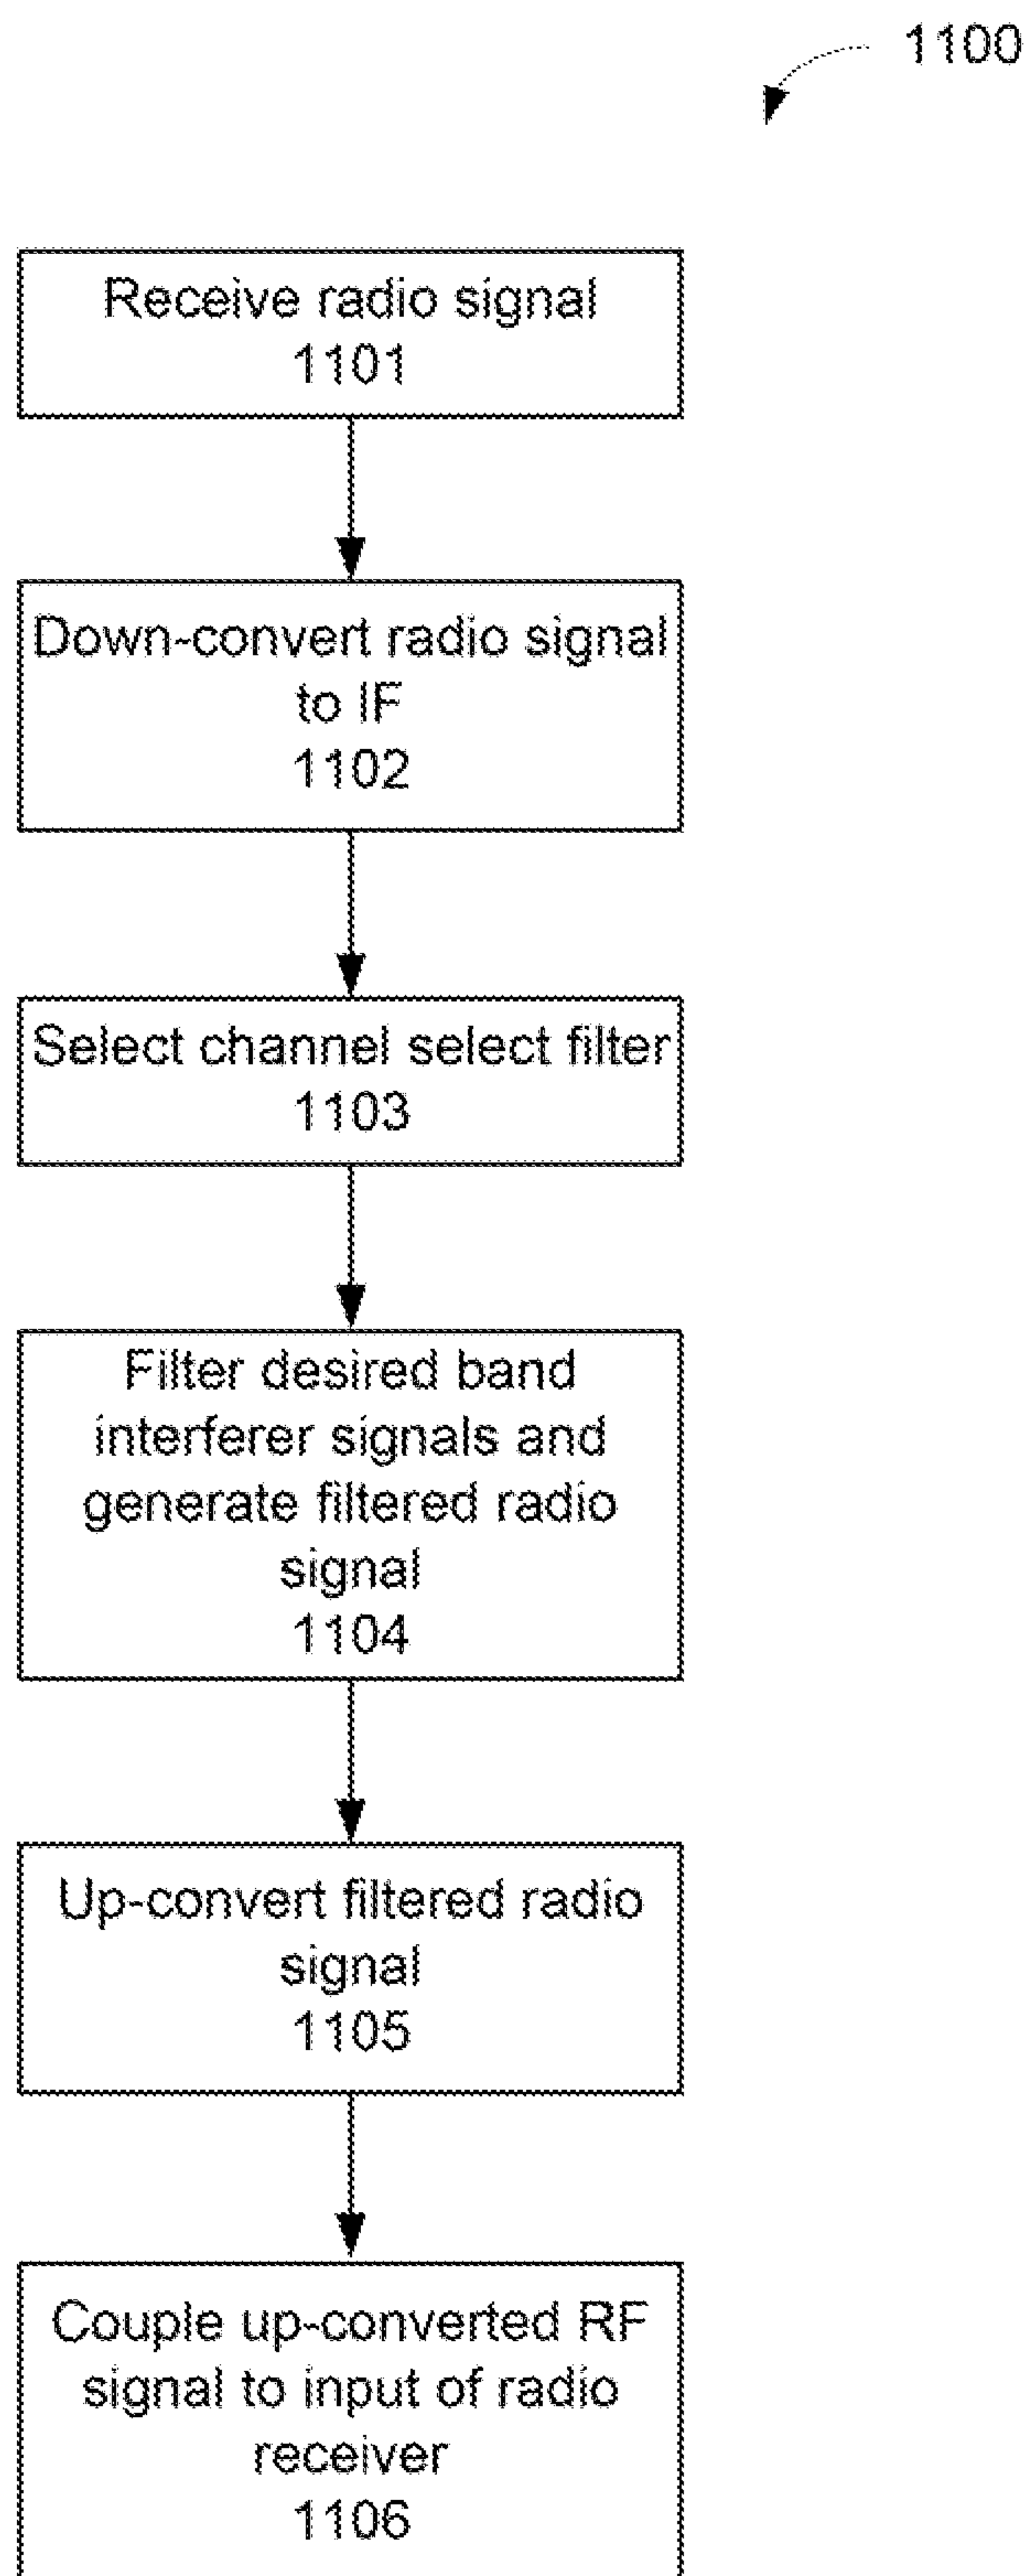 1100
Receive radio signal
1101
Down-convert radio signal
to IF
1102
Select channel select filter
1103
Filter desired band
interferer signals and
generate filtered radio
signal
1104
Up-convert filtered radio
signal
1105
Couple up-converted RF
signal to input of radio
receiver
1106